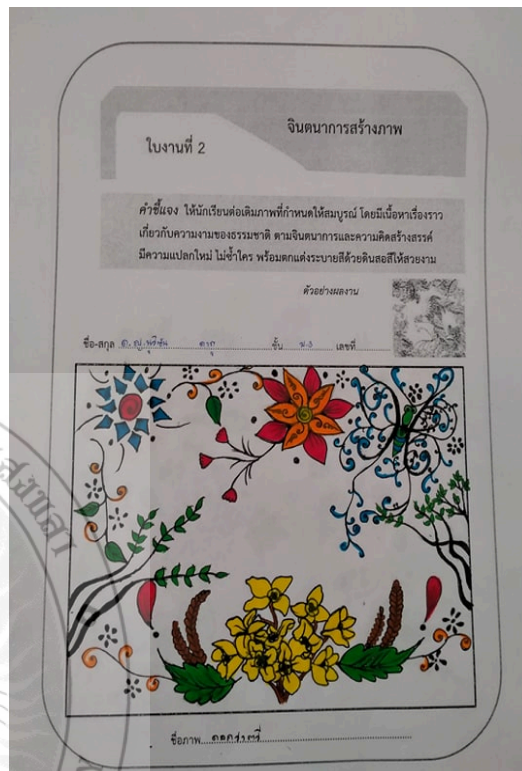 จินตนาการสร้างภาพ
ใบงานที่ 2
คำชี้แจง ให้นักเรียนต่อเติมภาพที่กำหนดให้สมบูรณ์ โดยมีเนื้อหาเรื่องราว
เกี่ยวกับความงามของธรรมชาติ ตามจินตนาการและความคิดสร้างสรรค์
มีความแปลกใหม่ ไม่ซ้ำใคร พร้อมตกแต่งระบายสีด้วยดินสอสีให้สวยงาม
ตัวอย่างผลงาน
ชื่อ-สกุล ด.ญ. ชั้น ม.3 เลขที่
ชื่อภาพ